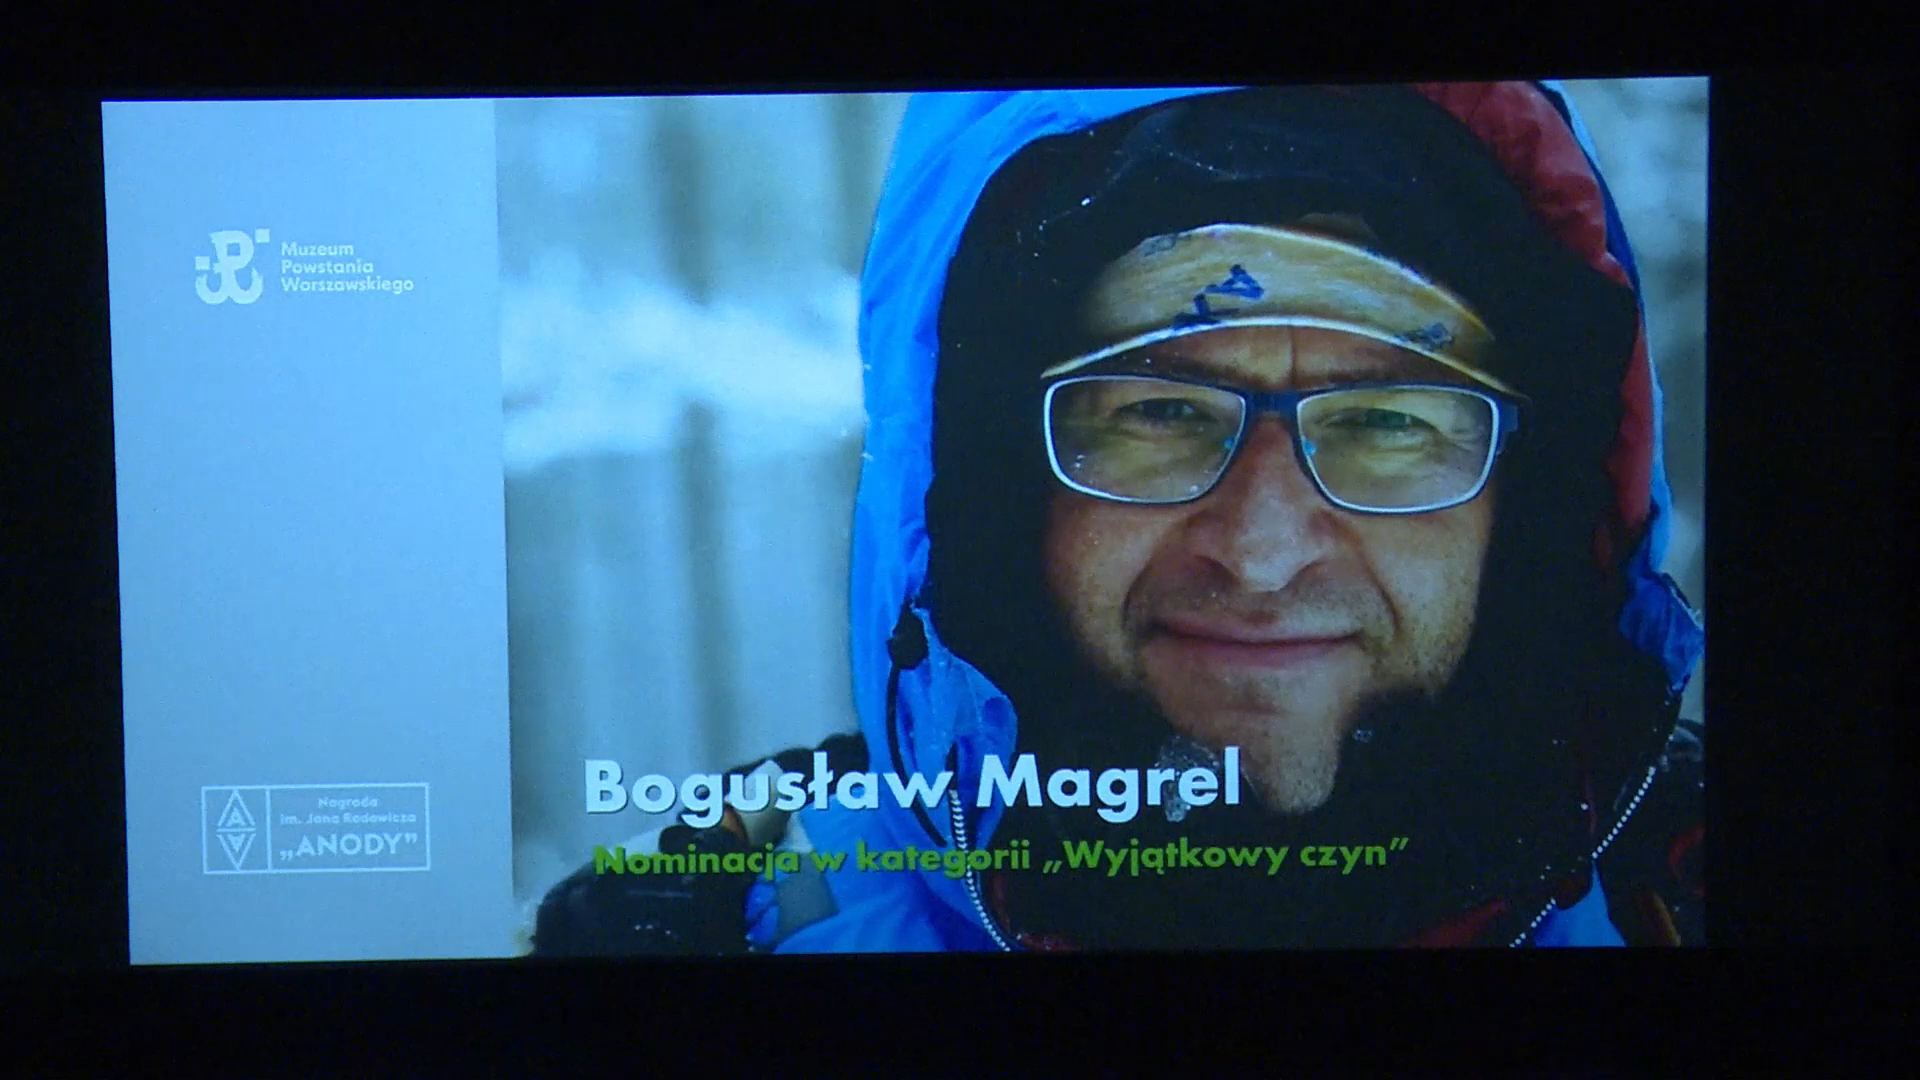 Muzeum
Powstania
Warszawskiego
Nagroda
im. Jana Rodowicza
„ANODY”
Bogusław Magrel
Nominacja w kategorii „Wyjątkowy czyn”